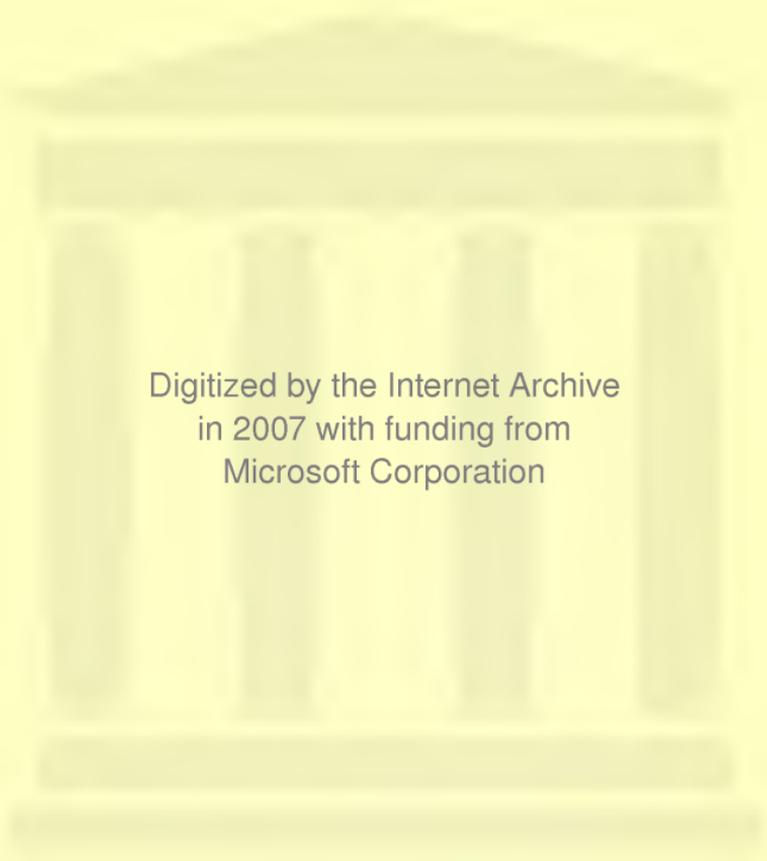 Digitized by the Internet Archive
in 2007 with funding from
Microsoft Corporation